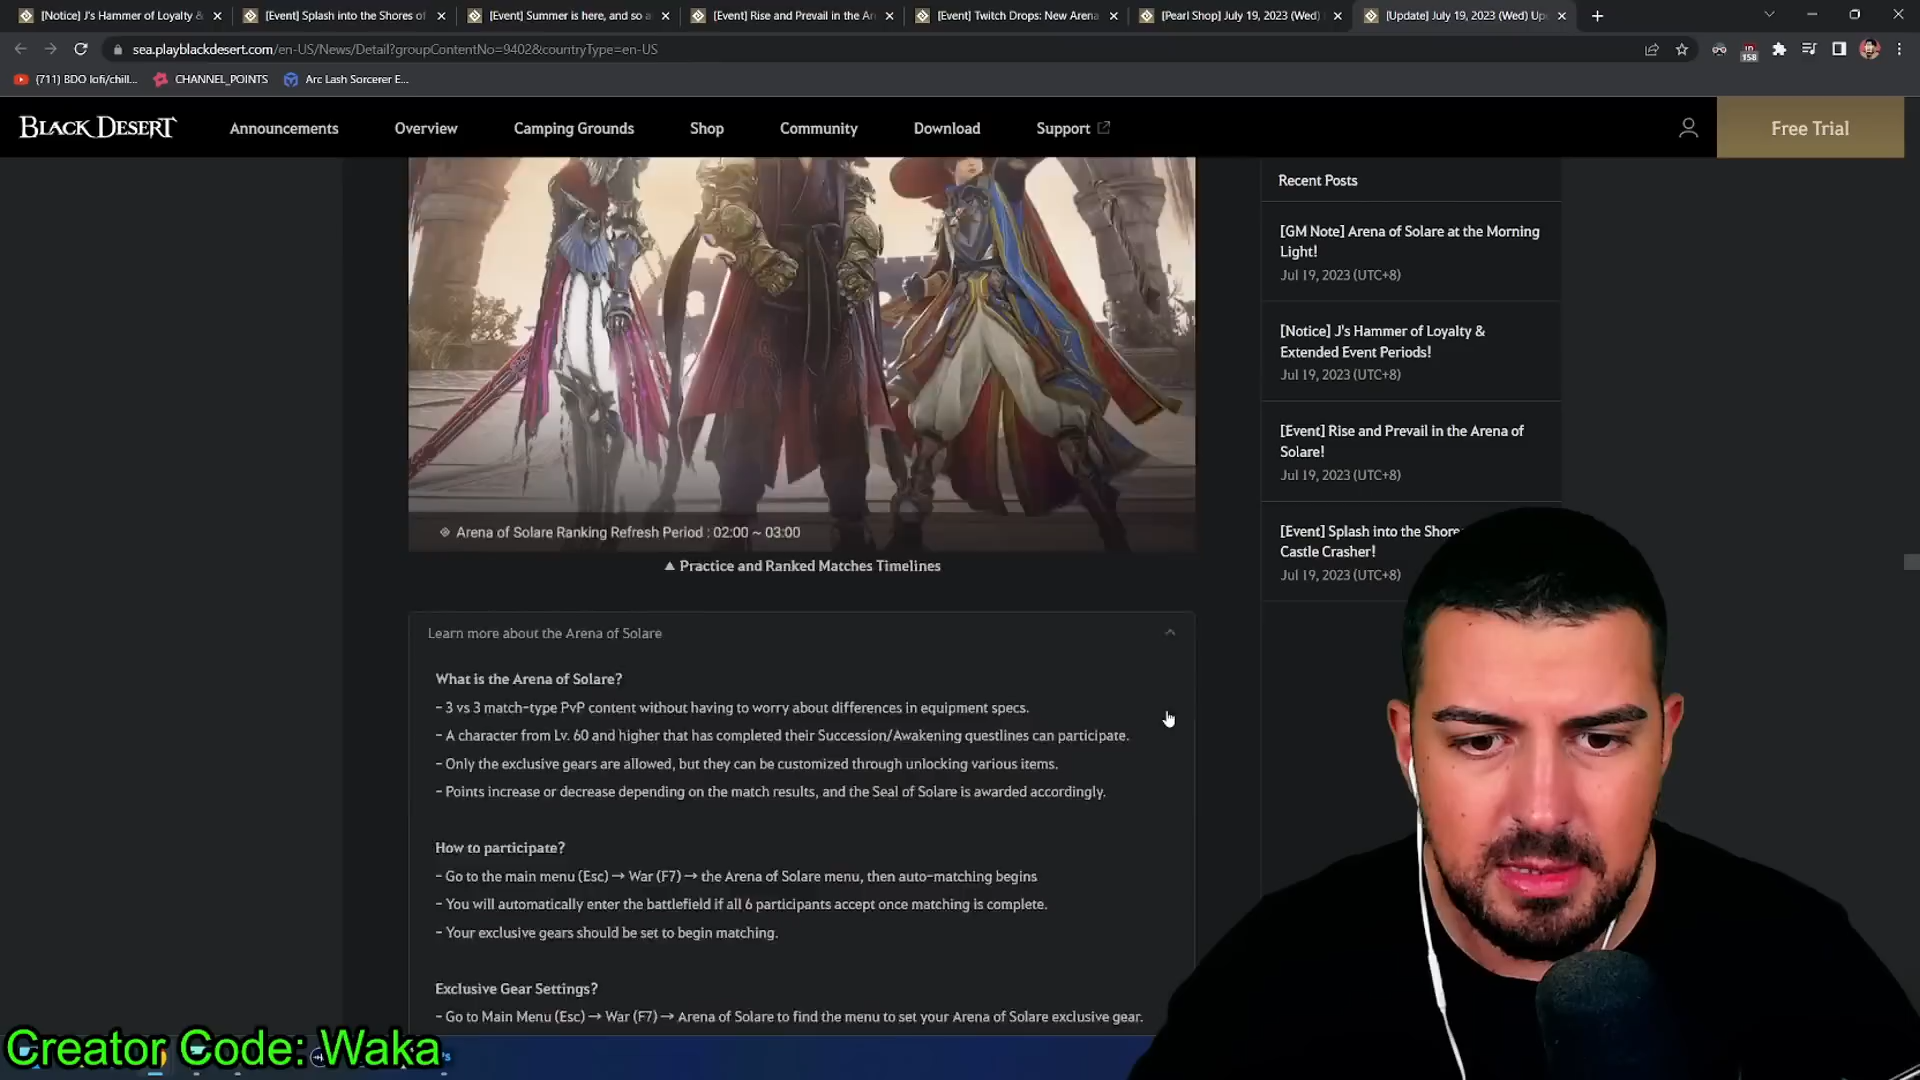 [Notice] J's Hammer of Loyalty &
[Event] Splash into the Shores of
[Event] Summer is here, and so a
[Event] Rise and Prevail in the Ar
[Event] Twitch Drops: New Arena
[Pearl Shop] July 19, 2023 (Wed)
[Update] July 19, 2023 (Wed) Up
sea.playblackdesert.com/en-US/News/Detail?groupContentNo=9402&countryType=en-US
158
(711) BDO lofi/chill...
CHANNEL_POINTS
Arc Lash Sorcerer E...
BLACK DESERT
Announcements
Overview
Camping Grounds
Shop
Community
Download
Support
Free Trial
Arena of Solare Ranking Refresh Period : 02:00 ~ 03:00
▲ Practice and Ranked Matches Timelines
Learn more about the Arena of Solare
What is the Arena of Solare?
- 3 vs 3 match-type PvP content without having to worry about differences in equipment specs.
- A character from Lv. 60 and higher that has completed their Succession/Awakening questlines can participate.
- Only the exclusive gears are allowed, but they can be customized through unlocking various items.
- Points increase or decrease depending on the match results, and the Seal of Solare is awarded accordingly.
How to participate?
- Go to the main menu (Esc) → War (F7) → the Arena of Solare menu, then auto-matching begins
- You will automatically enter the battlefield if all 6 participants accept once matching is complete.
- Your exclusive gears should be set to begin matching.
Exclusive Gear Settings?
- Go to Main Menu (Esc) → War (F7) → Arena of Solare to find the menu to set your Arena of Solare exclusive gear.
Recent Posts
[GM Note] Arena of Solare at the Morning
Light!
Jul 19, 2023 (UTC+8)
[Notice] J's Hammer of Loyalty &
Extended Event Periods!
Jul 19, 2023 (UTC+8)
[Event] Rise and Prevail in the Arena of
Solare!
Jul 19, 2023 (UTC+8)
[Event] Splash into the Shore
Castle Crasher!
Jul 19, 2023 (UTC+8)
Creator Code: Waka